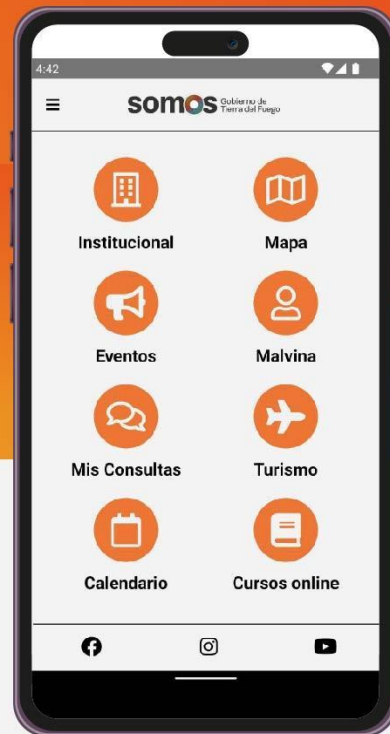 4:42
somos Gobierno de
Tierra del Fuego
Institucional
Mapa
Eventos
Malvina
Mis Consultas
Turismo
Calendario
Cursos online